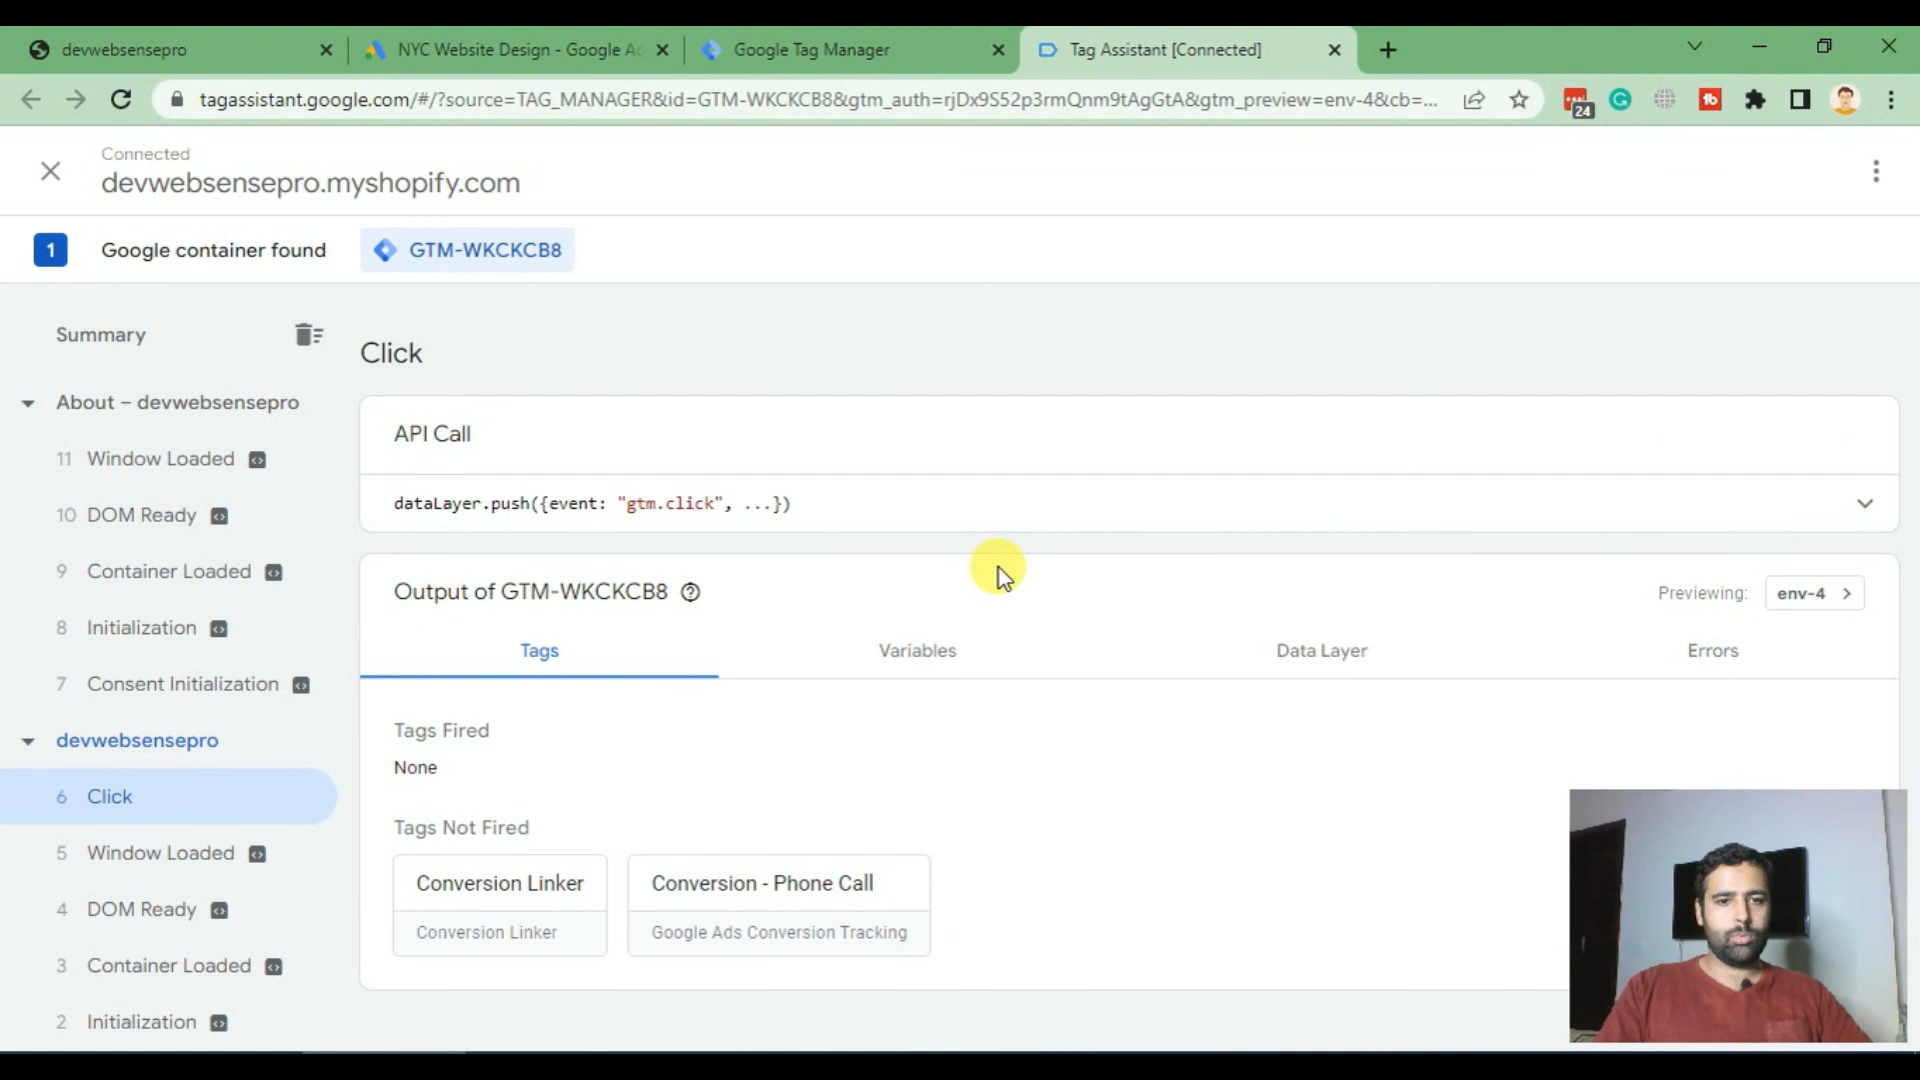 devwebsensepro
NYC Website Design - Google Ac
Google Tag Manager
Tag Assistant [Connected]
tagassistant.google.com/#/?source=TAG_MANAGER&id=GTM-WKCKCB8&gtm_auth=rjDx9S52p3rmQnm9tAgGtA&gtm_preview=env-4&cb=...
24
Connected
devwebsensepro.myshopify.com
1
Google container found
GTM-WKCKCB8
Summary
About – devwebsensepro
11 Window Loaded
10 DOM Ready
9 Container Loaded
8 Initialization
7 Consent Initialization
devwebsensepro
6 Click
5 Window Loaded
4 DOM Ready
3 Container Loaded
2 Initialization
Click
API Call
dataLayer.push({event: "gtm.click", ...})
Output of GTM-WKCKCB8
Previewing: env-4
Tags
Variables
Data Layer
Errors
Tags Fired
None
Tags Not Fired
Conversion Linker
Conversion Linker
Conversion - Phone Call
Google Ads Conversion Tracking